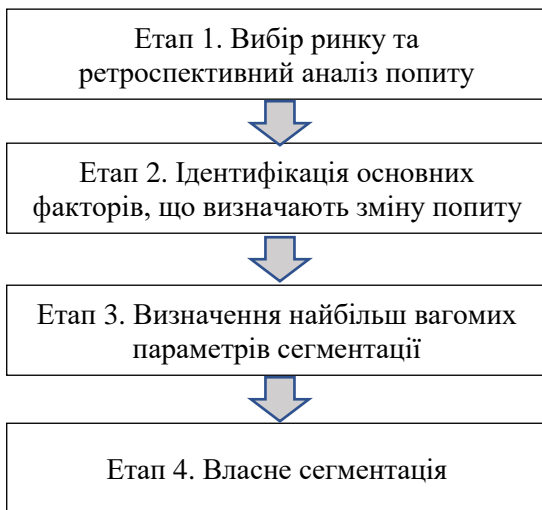 Етап 1. Вибір ринку та
ретроспективний аналіз попиту
Етап 2. Ідентифікація основних
факторів, що визначають зміну попиту
Етап 3. Визначення найбільш вагомих
параметрів сегментації
Етап 4. Власне сегментація